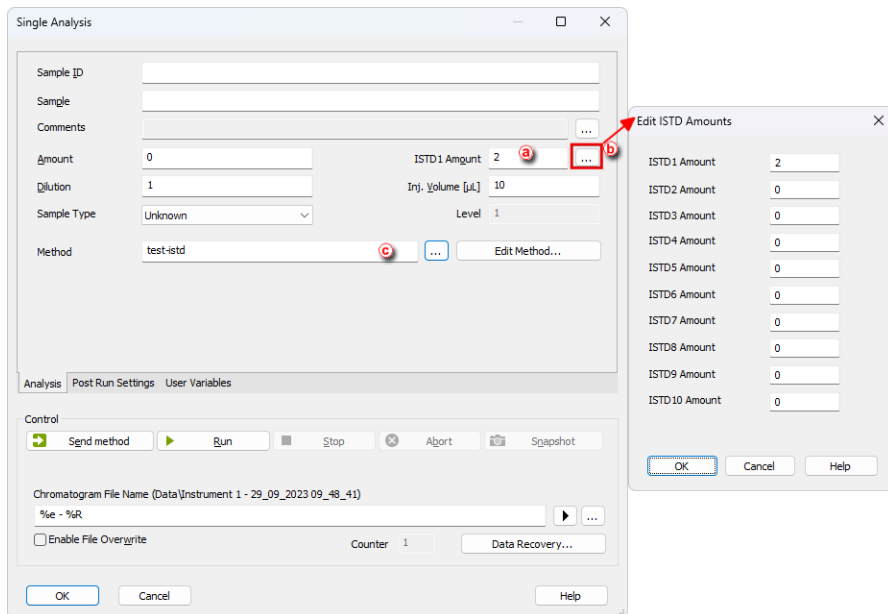 Single Analysis
Sample ID
Sample
Comments
...
Amount 0 ISTD1 Amount 2 a ... b
Dilution 1 Inj. Volume [µL] 10
Sample Type Unknown Level 1
Method test-istd c ... Edit Method...
Analysis Post Run Settings User Variables
Control
Send method Run Stop Abort Snapshot
Chromatogram File Name (Data\Instrument 1 - 29_09_2023 09_48_41)
%e - %R ...
Enable File Overwrite Counter 1 Data Recovery...
OK Cancel Help
Edit ISTD Amounts
ISTD1 Amount 2
ISTD2 Amount 0
ISTD3 Amount 0
ISTD4 Amount 0
ISTD5 Amount 0
ISTD6 Amount 0
ISTD7 Amount 0
ISTD8 Amount 0
ISTD9 Amount 0
ISTD10 Amount 0
OK Cancel Help